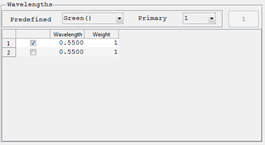 Wavelengths
Predefined Green() Primary 1 1
Wavelength Weight
1 0.5500 1
2 0.5500 1